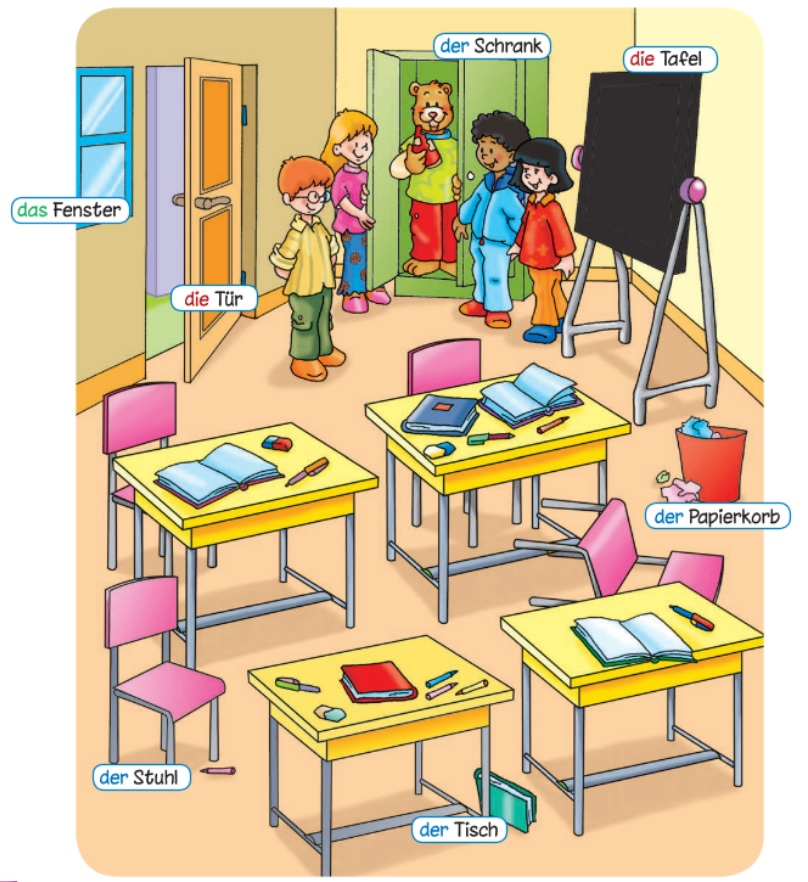 der Schrank
die Tafel
das Fenster
die Tür
der Papierkorb
der Stuhl
der Tisch